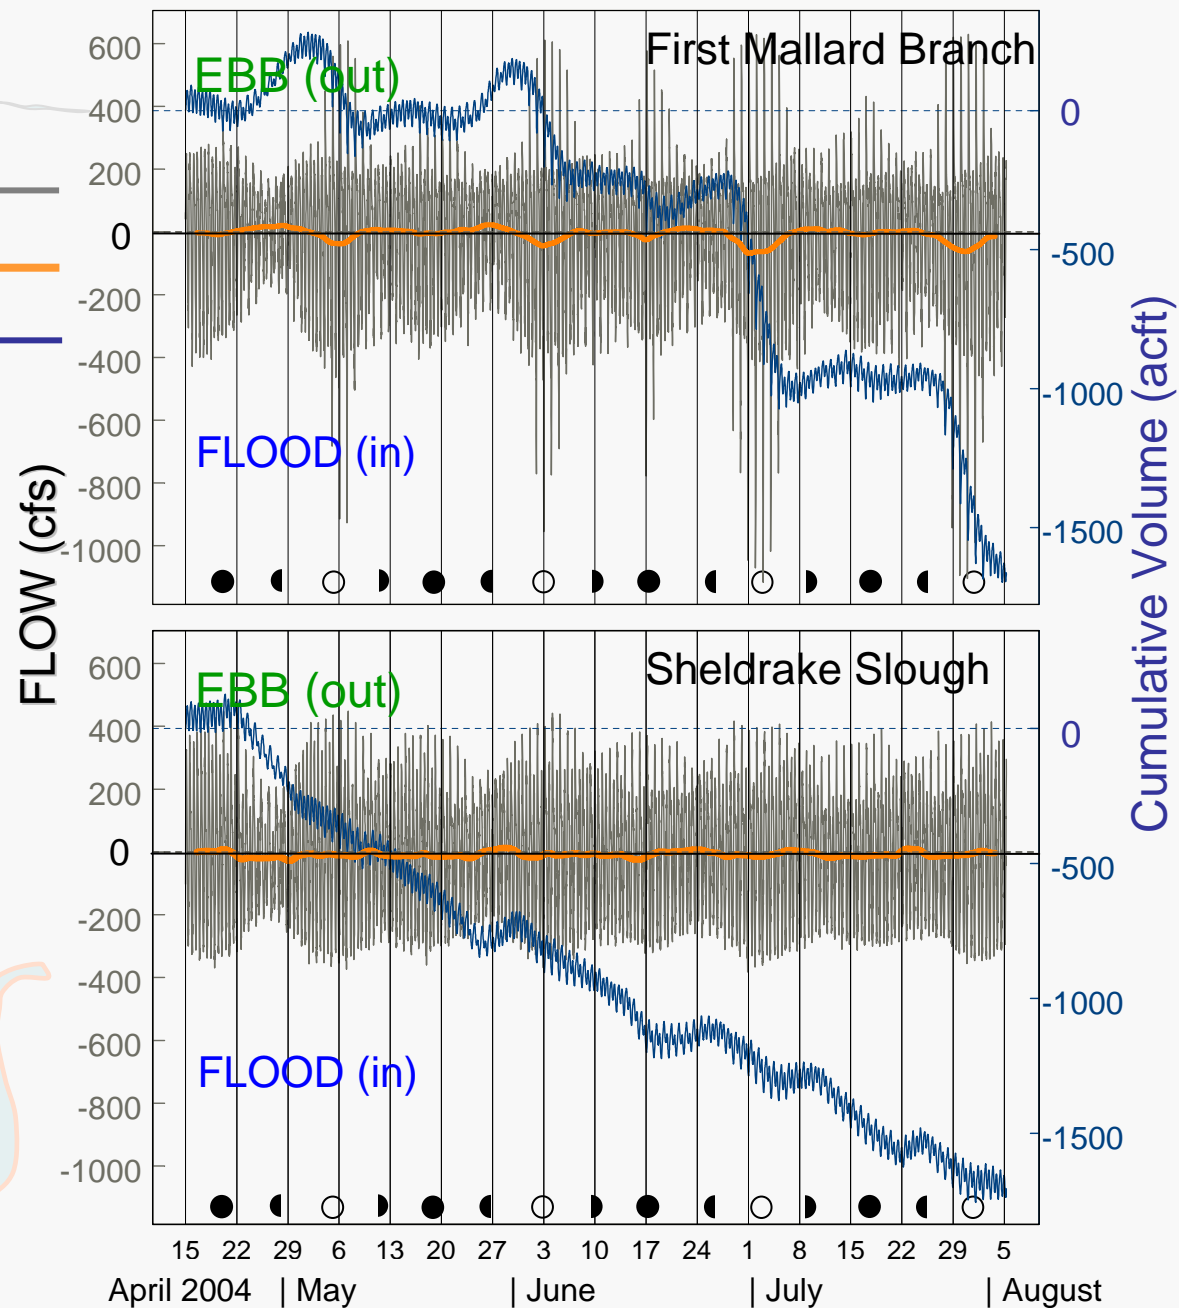 First Mallard Branch
EBB (out)
FLOOD (in)
600
400
200
0
-200
-400
-600
-800
-1000
0
-500
-1000
-1500
FLOW (cfs)
Cumulative Volume (acft)
Sheldrake Slough
EBB (out)
FLOOD (in)
600
400
200
0
-200
-400
-600
-800
-1000
0
-500
-1000
-1500
15 22 29 6 13 20 27 3 10 17 24 1 8 15 22 29 5
April 2004 | May | June | July | August